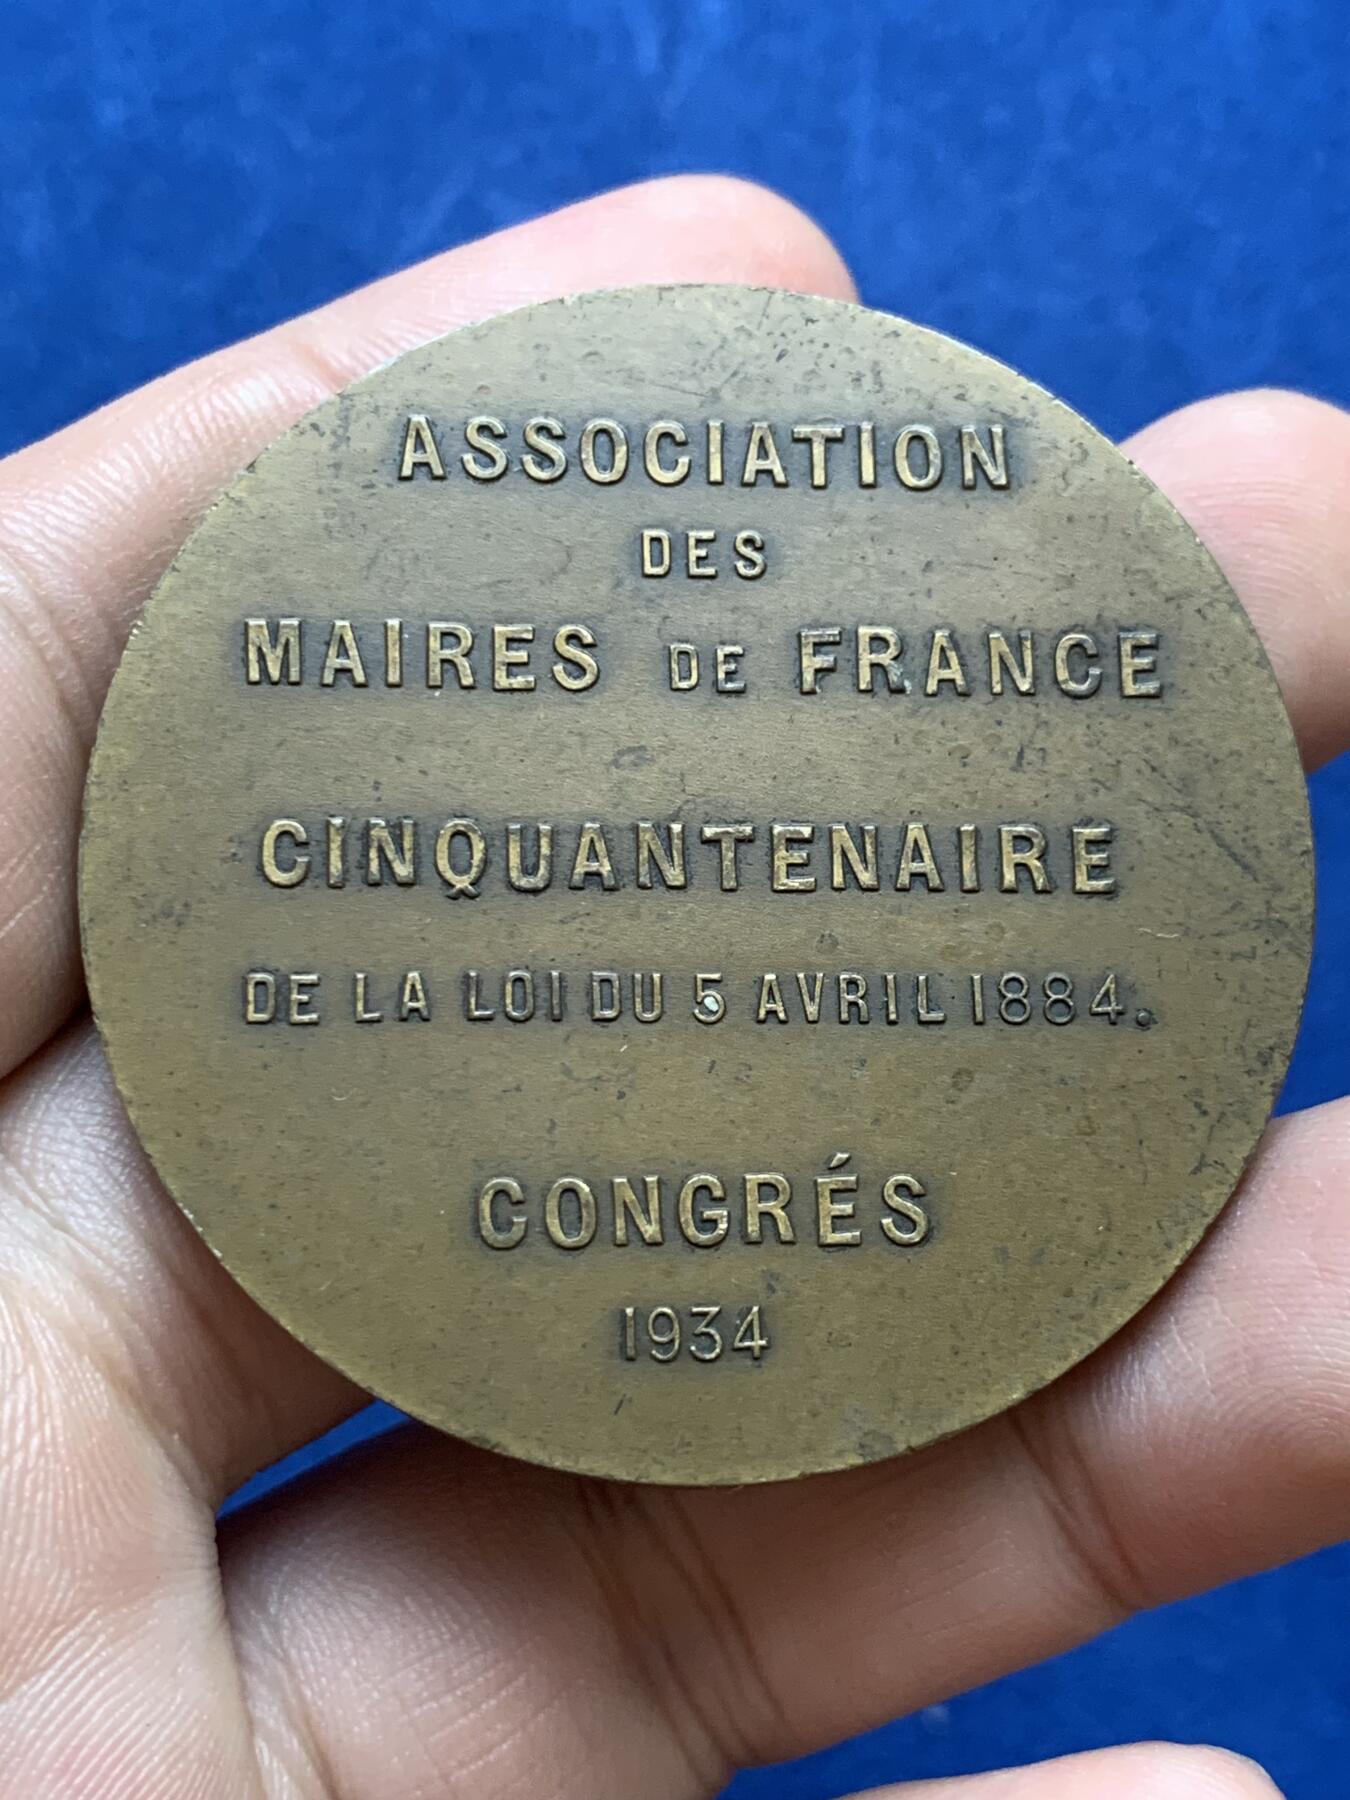 ASSOCIATION
DES
MAIRES DE FRANCE
CINQUANTENAIRE
DE LA LOI DU 5 AVRIL 1884.
CONGRÉS
1934